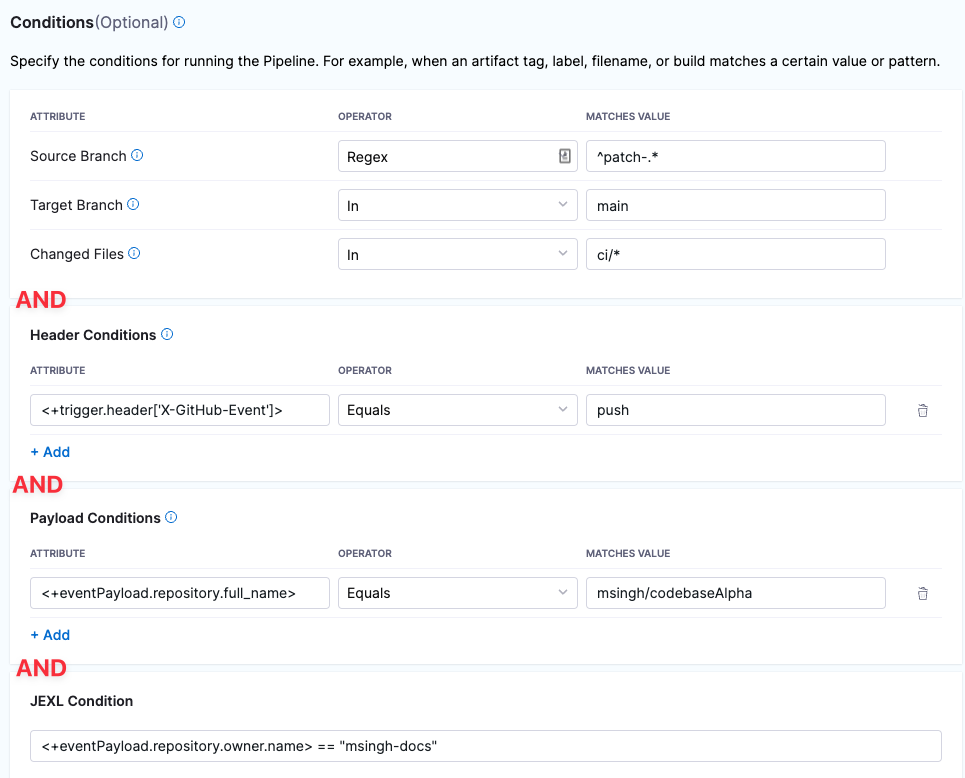 Conditions(Optional)
Specify the conditions for running the Pipeline. For example, when an artifact tag, label, filename, or build matches a certain value or pattern.
ATTRIBUTE OPERATOR MATCHES VALUE
Source Branch Regex ^patch-.*
Target Branch In main
Changed Files In ci/*
AND
Header Conditions
ATTRIBUTE OPERATOR MATCHES VALUE
<+trigger.header['X-GitHub-Event']> Equals push
+ Add
AND
Payload Conditions
ATTRIBUTE OPERATOR MATCHES VALUE
<+eventPayload.repository.full_name> Equals msingh/codebaseAlpha
+ Add
AND
JEXL Condition
<+eventPayload.repository.owner.name> == "msingh-docs"